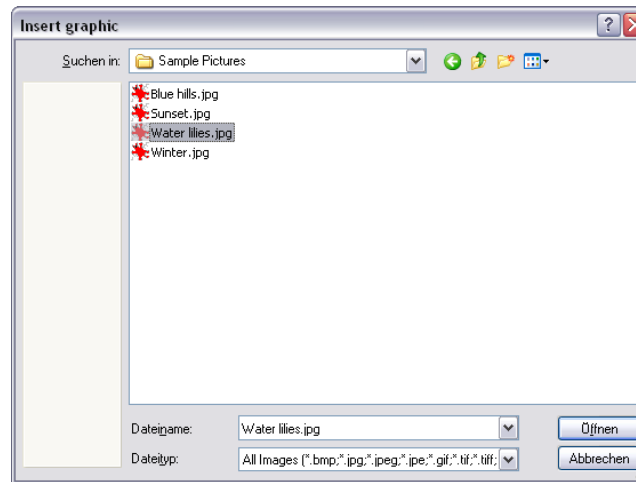 Insert graphic
Suchen in: Sample Pictures
Blue hills.jpg
Sunset.jpg
Water lilies.jpg
Winter.jpg
Dateiname: Water lilies.jpg Öffnen
Dateityp: All Images (*.bmp;*.jpg;*.jpeg;*.jpe;*.gif;*.tif;*.tiff; Abbrechen